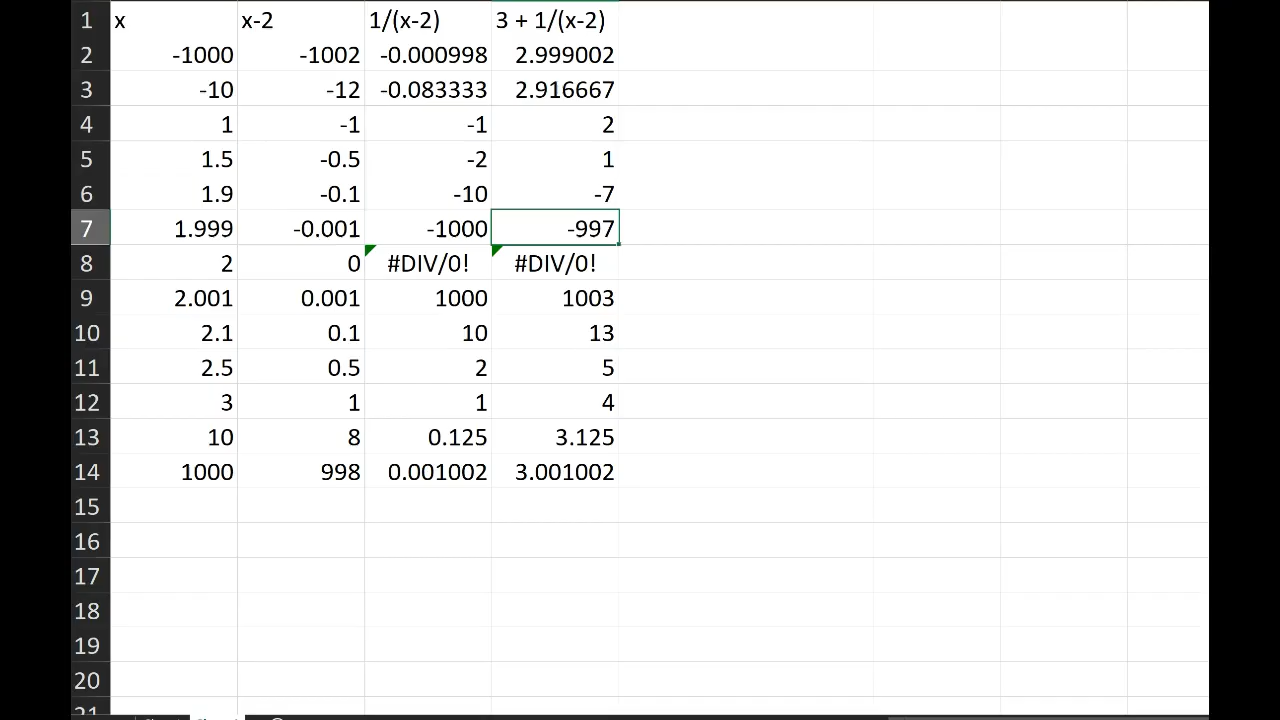 1 x x-2 1/(x-2) 3 + 1/(x-2)
2 -1000 -1002 -0.000998 2.999002
3 -10 -12 -0.083333 2.916667
4 1 -1 -1 2
5 1.5 -0.5 -2 1
6 1.9 -0.1 -10 -7
7 1.999 -0.001 -1000 -997
8 2 0 #DIV/0! #DIV/0!
9 2.001 0.001 1000 1003
10 2.1 0.1 10 13
11 2.5 0.5 2 5
12 3 1 1 4
13 10 8 0.125 3.125
14 1000 998 0.001002 3.001002
15
16
17
18
19
20
21